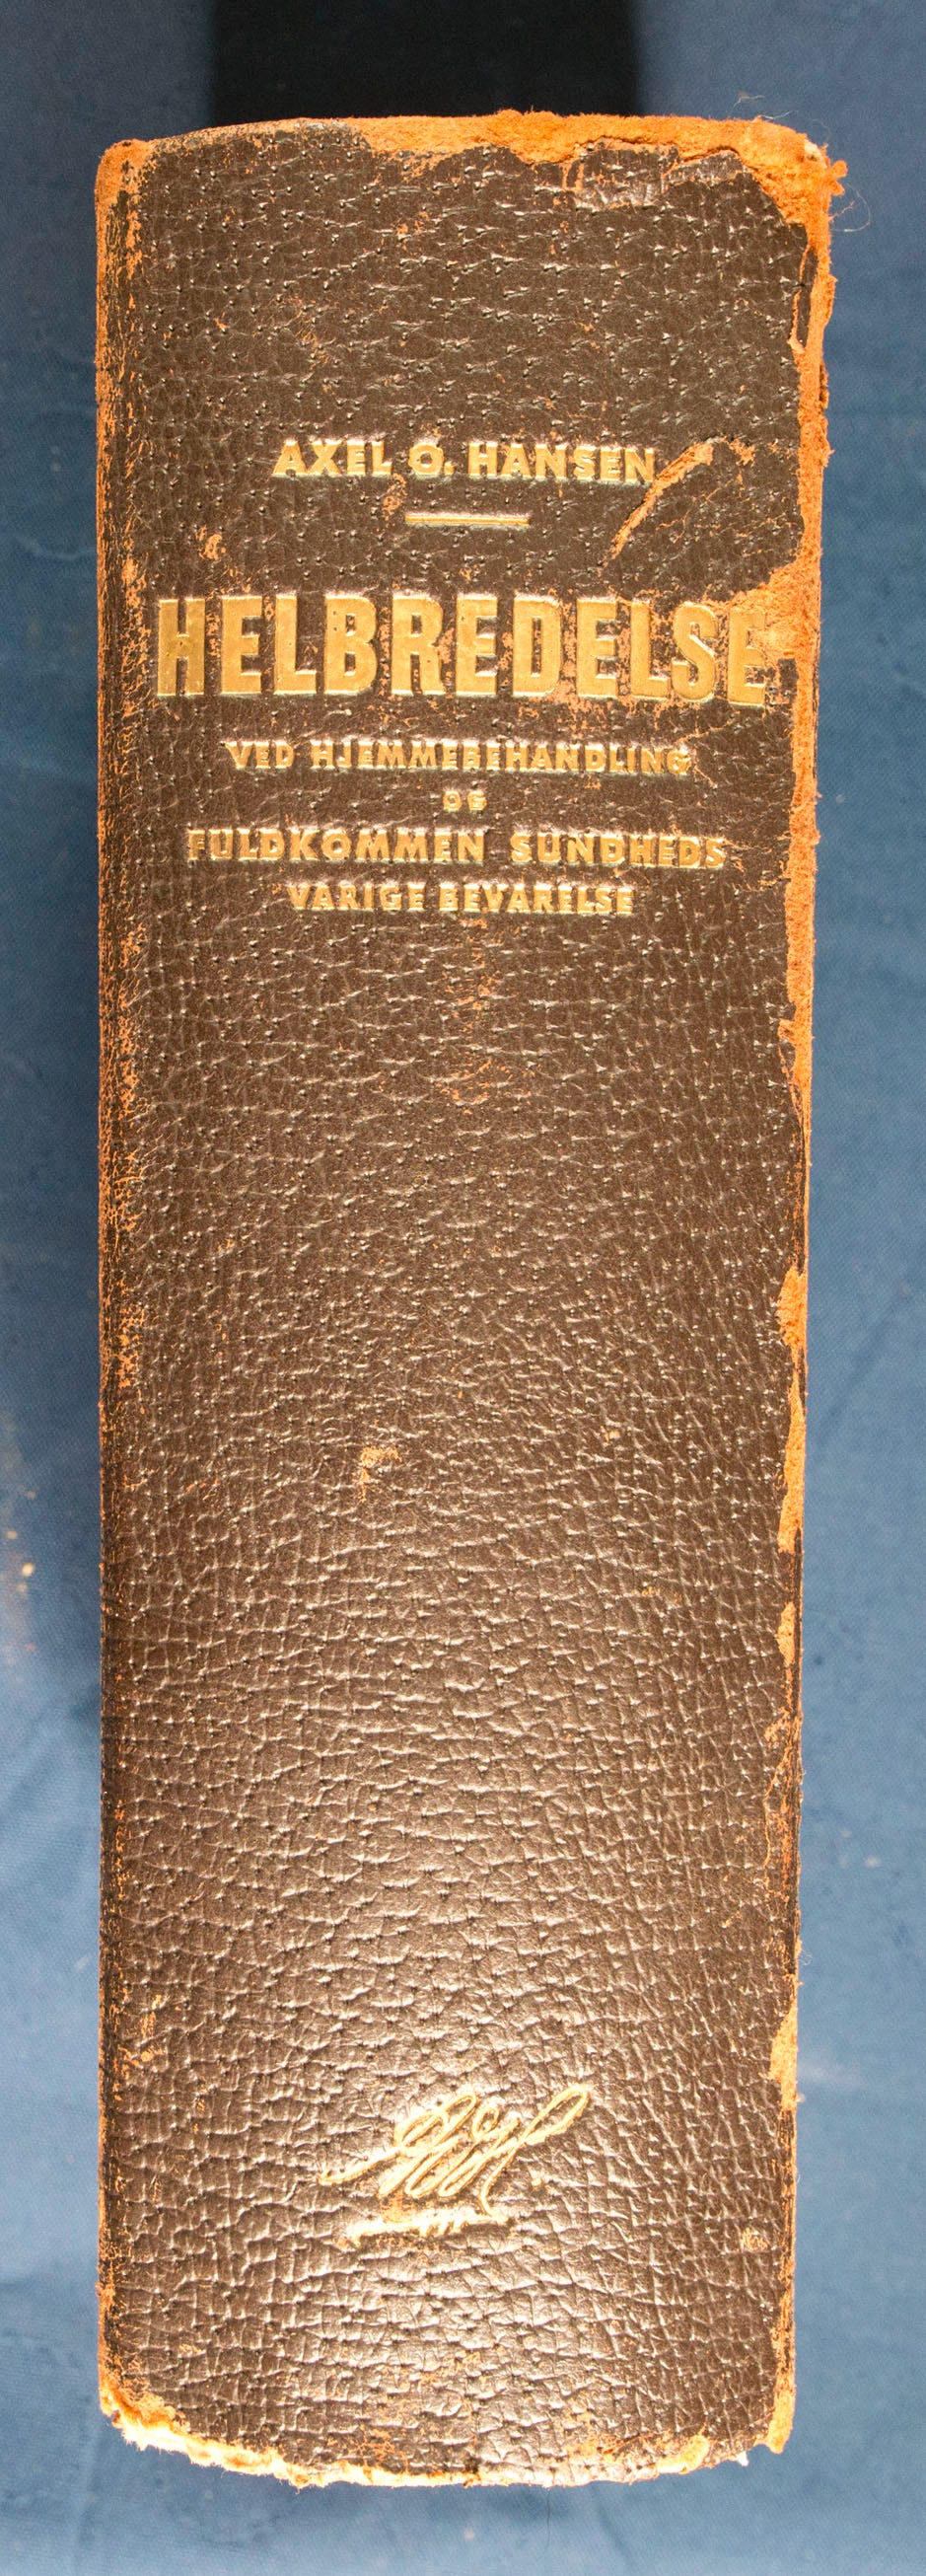 AXEL O. HANSEN
HELBREDELSE
VED HJEMMEBEHANDLING
OG
FULDKOMMEN SUNDHEDS
VARIGE BEVARELSE